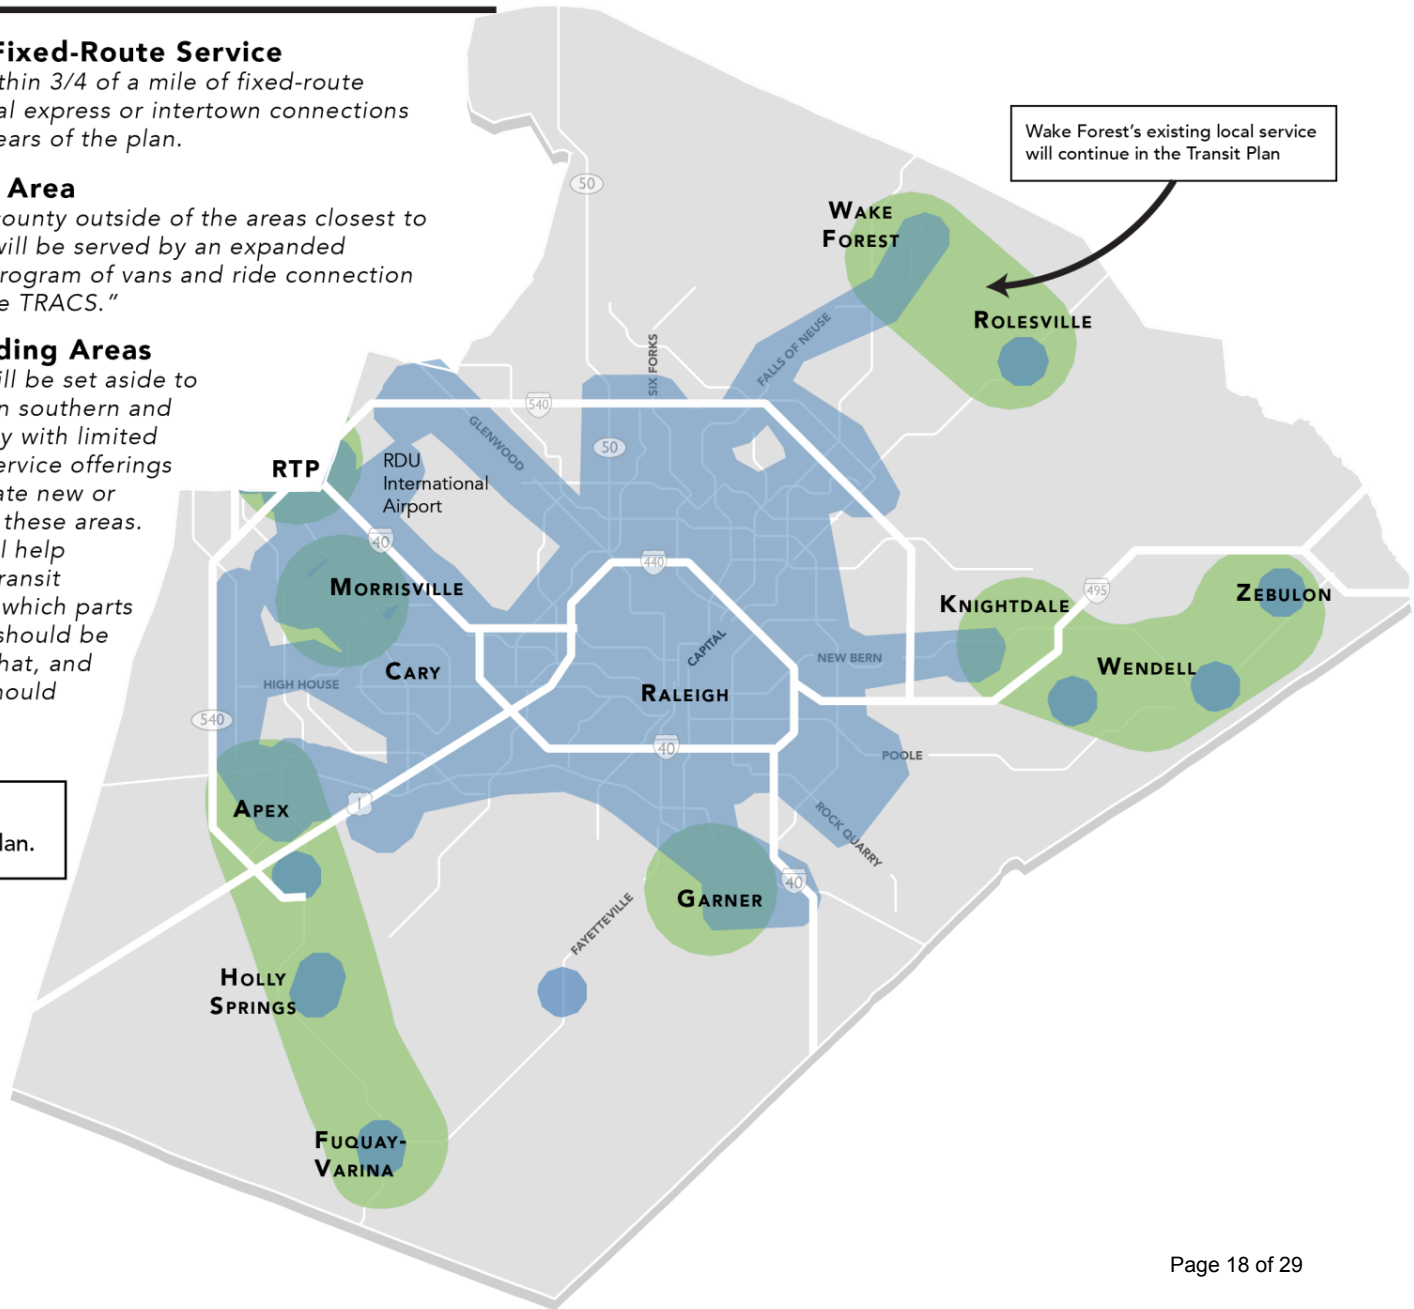 Fixed-Route Service
thin 3/4 of a mile of fixed-route
al express or intertown connections
ears of the plan.
Area
county outside of the areas closest to
will be served by an expanded
program of vans and ride connection
e TRACS.”
ding Areas
ill be set aside to
n southern and
y with limited
ervice offerings
ate new or
these areas.
l help
ransit
which parts
should be
hat, and
hould
lan.
Wake Forest’s existing local service
will continue in the Transit Plan
50
WAKE
FOREST
ROLESVILLE
SIX FORKS
FALLS OF NEUSE
540
GLENWOOD
50
RTP
RDU
International
Airport
40
440
MORRISVILLE
KNIGHTDALE
495
ZEBULON
CAPITAL
NEW BERN
WENDELL
CARY
HIGH HOUSE
RALEIGH
540
40
POOLE
APEX
1
ROCK QUARRY
40
GARNER
FAYETTEVILLE
HOLLY
SPRINGS
FUQUAY-
VARINA
Page 18 of 29